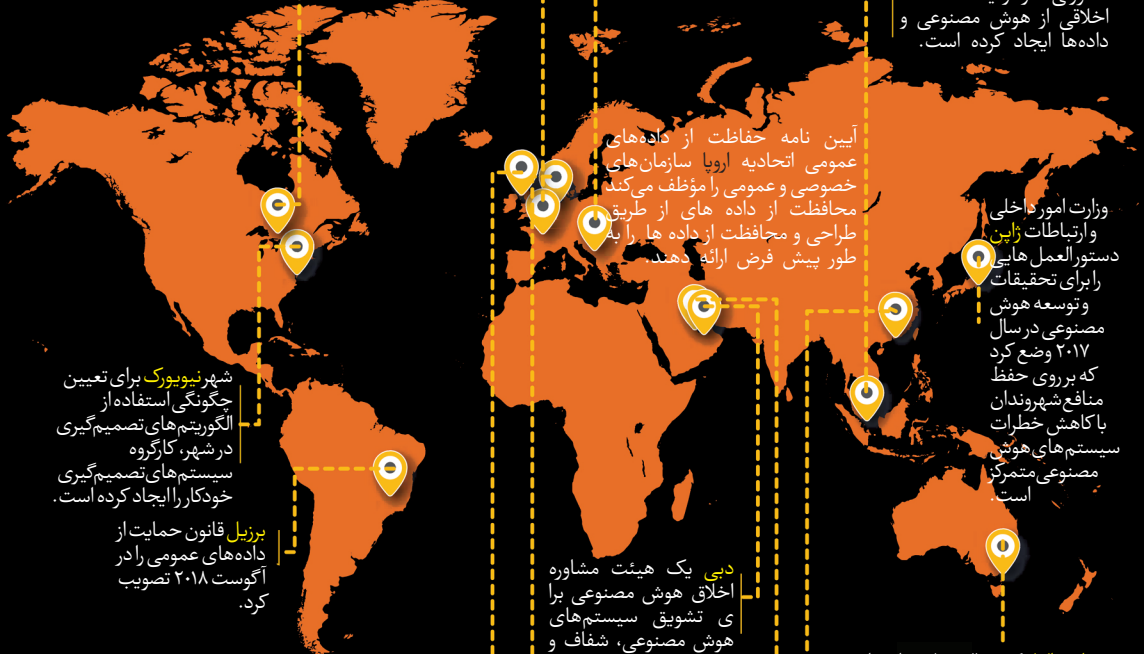 اخلاقی از هوش مصنوعی و
داده‌ها ایجاد کرده است.
آیین نامه حفاظت از داده‌های
عمومی اتحادیه اروپا سازمان‌های
خصوصی و عمومی را مؤظف می‌کند
محافظت از داده های از طریق
طراحی و محافظت از داده ها را به
طور پیش فرض ارائه دهند.
وزارت امور داخلی
و ارتباطات ژاپن
دستورالعمل هایی
را برای تحقیقات
و توسعه هوش
مصنوعی در سال
۲۰۱۷ وضع کرد
که بر روی حفظ
منافع شهروندان
با کاهش خطرات
سیستم های هوش
مصنوعی متمرکز
است.
شهر نیویورک برای تعیین
چگونگی استفاده از
الگوریتم های تصمیم گیری
در شهر، کارگروه
سیستم های تصمیم گیری
خودکار را ایجاد کرده است.
برزیل قانون حمایت از
داده‌های عمومی را در
آگوست ۲۰۱۸ تصویب
کرد.
دبی یک هیئت مشاوره
اخلاق هوش مصنوعی برا
ی تشویق سیستم‌های
هوش مصنوعی، شفاف و